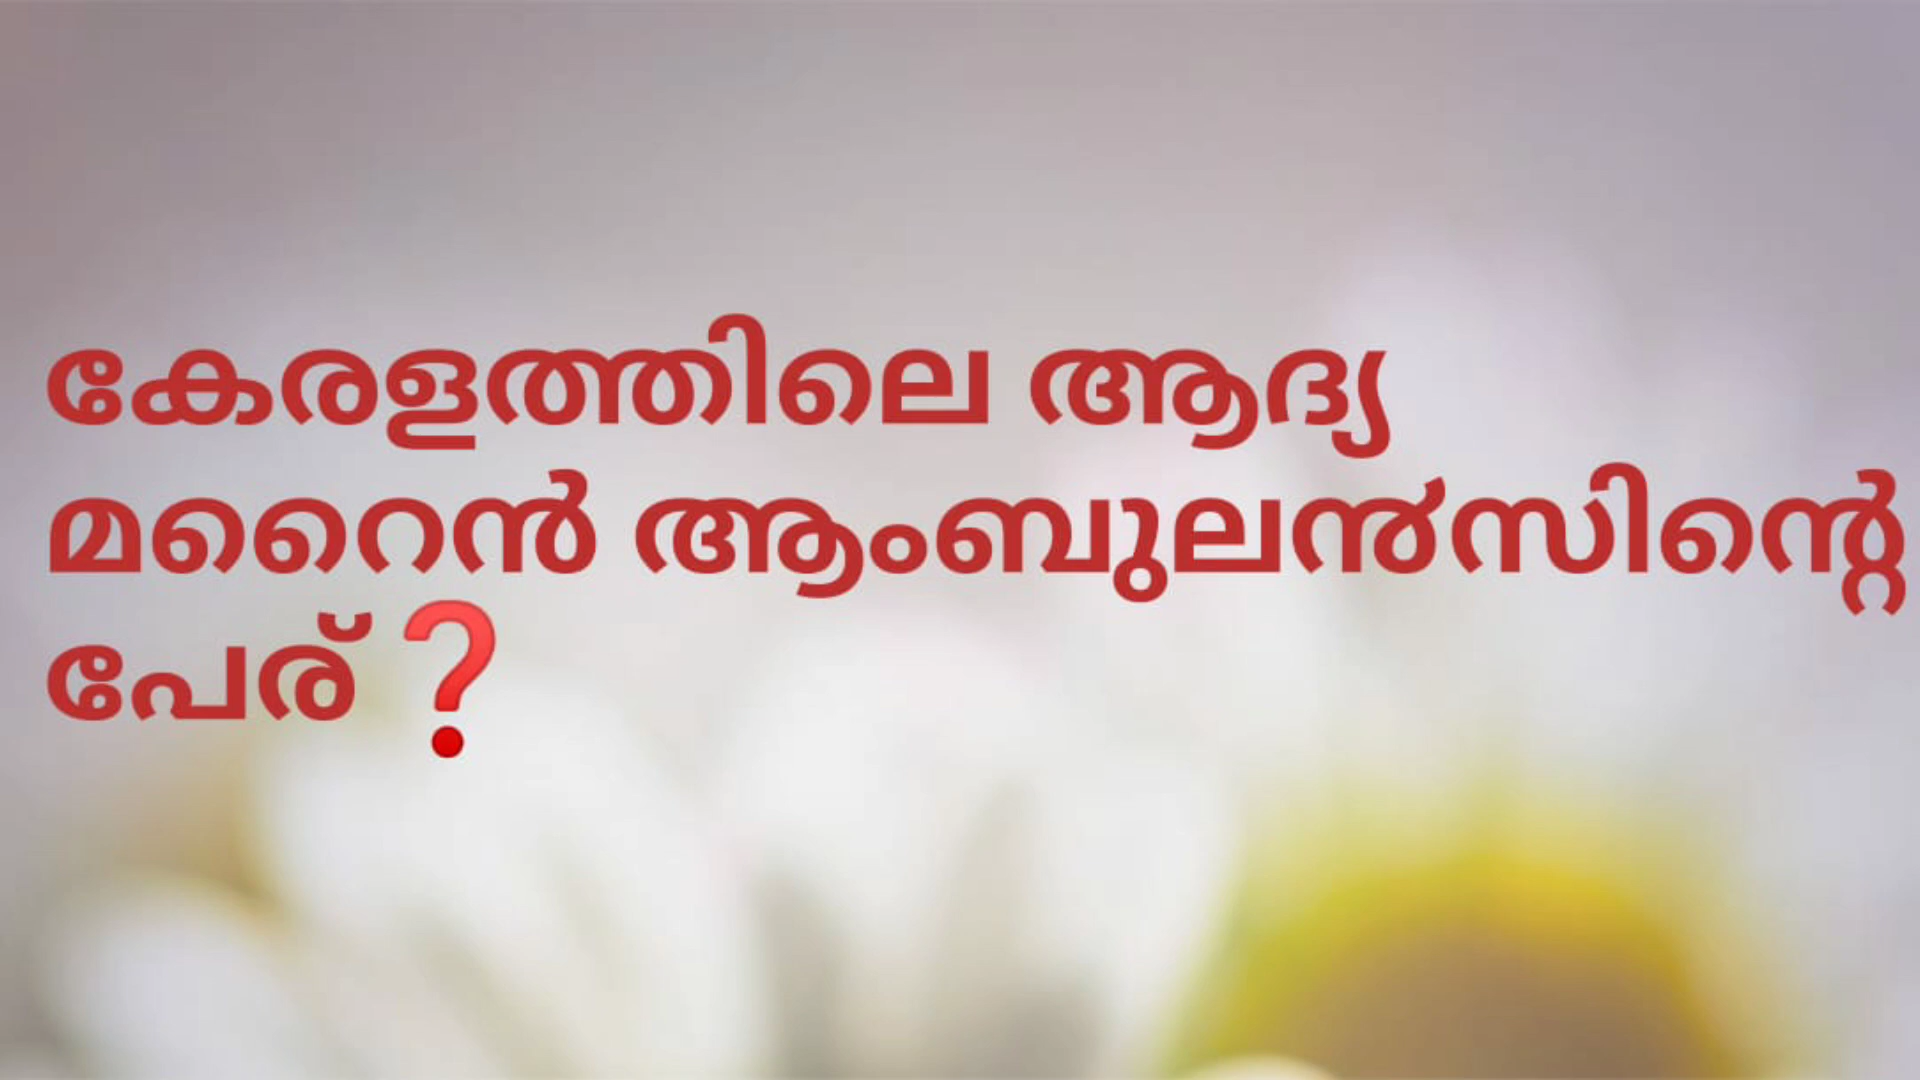 കേരളത്തിലെ ആദ്യ
മറൈൻ ആംബുലൻസിന്റെ
പേര് ❓